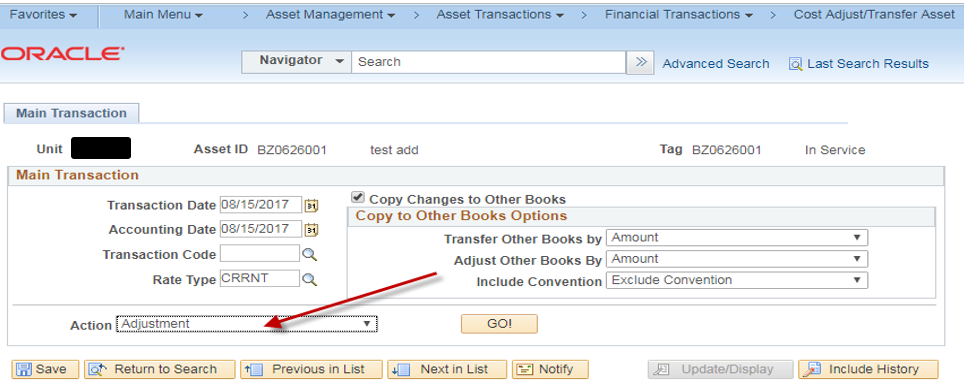 Favorites Main Menu > Asset Management > Asset Transactions > Financial Transactions > Cost Adjust/Transfer Asset
ORACLE
Navigator Search Advanced Search Last Search Results
Main Transaction
Unit Asset ID BZ0626001 test add Tag BZ0626001 In Service
Main Transaction
Transaction Date 08/15/2017 31
Copy Changes to Other Books
Accounting Date 08/15/2017 31
Copy to Other Books Options
Transaction Code
Transfer Other Books by Amount
Rate Type CRRNT
Adjust Other Books By Amount
Include Convention Exclude Convention
Action Adjustment GO!
Save Return to Search Previous in List Next in List Notify Update/Display Include History